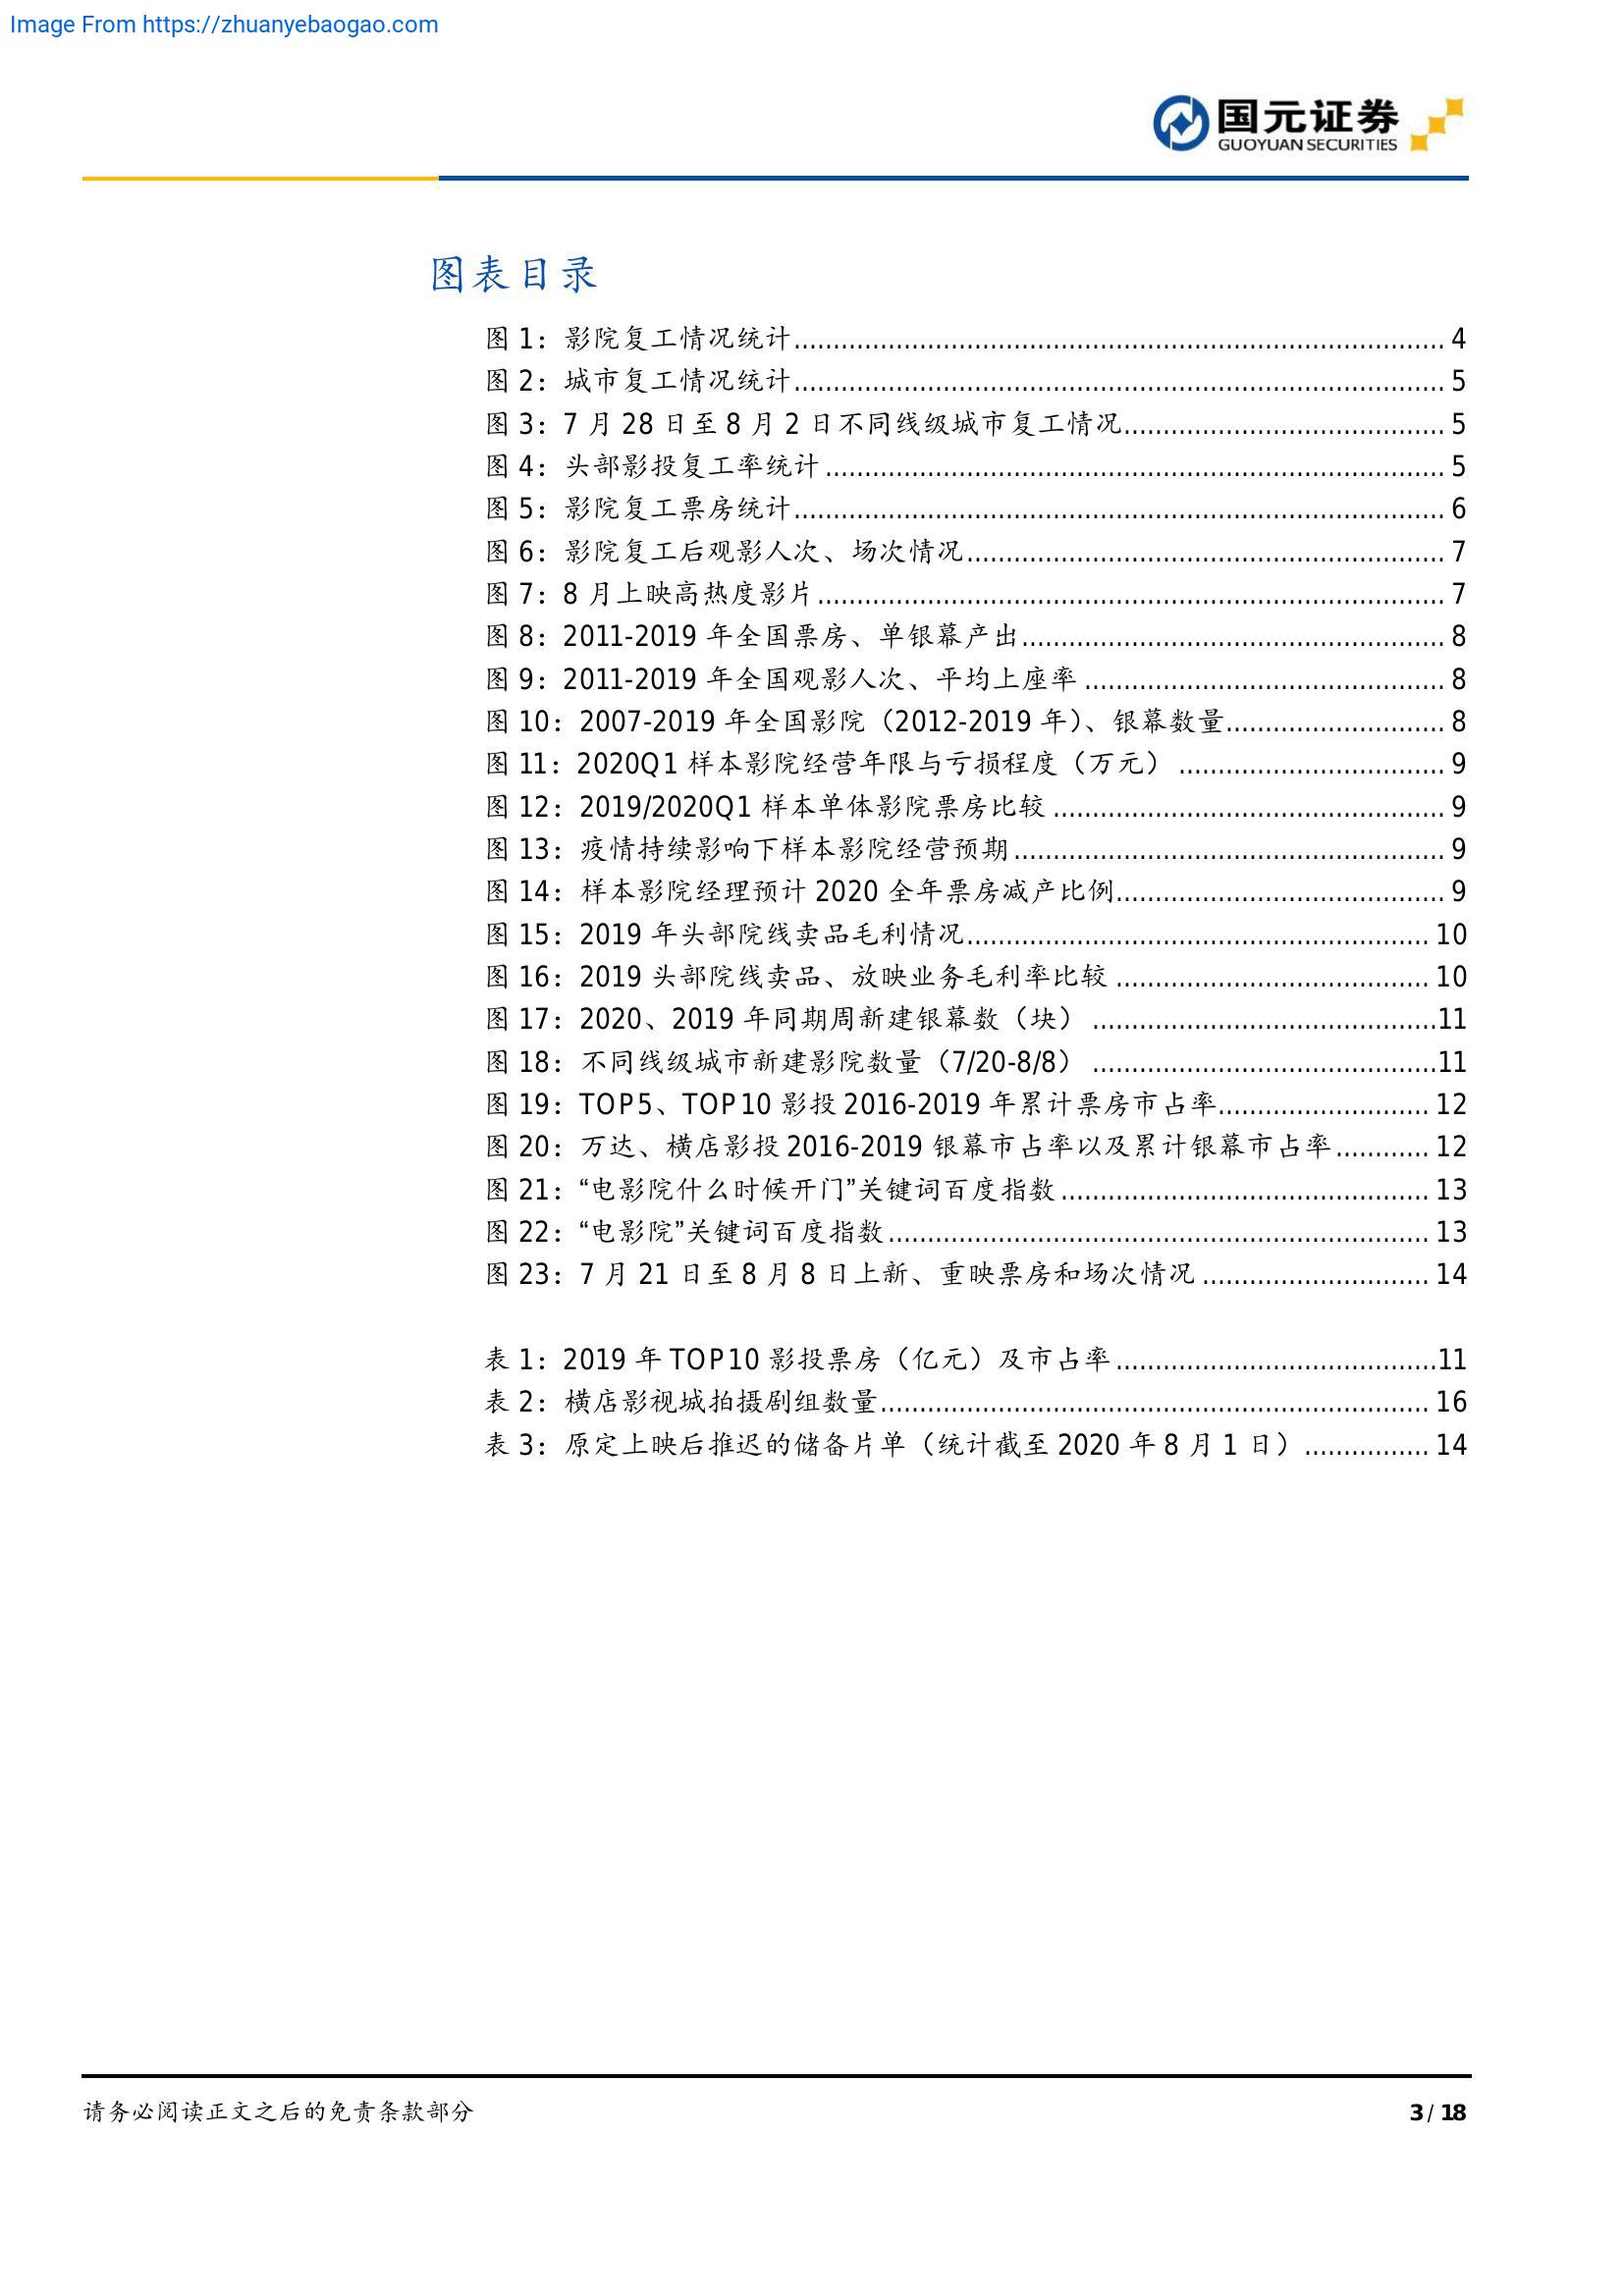 Image From https://zhuanyebaogao.com
国元证券
GUOYUAN SECURITIES
图表目录
图 1：影院复工情况统计.................................................................................... 4
图 2：城市复工情况统计.................................................................................... 5
图 3：7 月 28 日至 8 月 2 日不同线级城市复工情况......................................... 5
图 4：头部影投复工率统计 ................................................................................ 5
图 5：影院复工票房统计.................................................................................... 6
图 6：影院复工后观影人次、场次情况............................................................. 7
图 7：8 月上映高热度影片................................................................................. 7
图 8：2011-2019 年全国票房、单银幕产出...................................................... 8
图 9：2011-2019 年全国观影人次、平均上座率 .............................................. 8
图 10：2007-2019 年全国影院（2012-2019 年）、银幕数量............................ 8
图 11：2020Q1 样本影院经营年限与亏损程度（万元） .................................. 9
图 12：2019/2020Q1 样本单体影院票房比较 .................................................. 9
图 13：疫情持续影响下样本影院经营预期....................................................... 9
图 14：样本影院经理预计 2020 全年票房减产比例.......................................... 9
图 15：2019 年头部院线卖品毛利情况........................................................... 10
图 16：2019 头部院线卖品、放映业务毛利率比较 ........................................ 10
图 17：2020、2019 年同期周新建银幕数（块） ............................................11
图 18：不同线级城市新建影院数量（7/20-8/8） ............................................11
图 19：TOP5、TOP10 影投 2016-2019 年累计票房市占率........................... 12
图 20：万达、横店影投 2016-2019 银幕市占率以及累计银幕市占率............ 12
图 21：“电影院什么时候开门”关键词百度指数............................................... 13
图 22：“电影院”关键词百度指数..................................................................... 13
图 23：7 月 21 日至 8 月 8 日上新、重映票房和场次情况 ............................. 14
表 1：2019 年 TOP10 影投票房（亿元）及市占率.........................................11
表 2：横店影视城拍摄剧组数量...................................................................... 16
表 3：原定上映后推迟的储备片单（统计截至 2020 年 8 月 1 日）................ 14
请务必阅读正文之后的免责条款部分
3 / 18